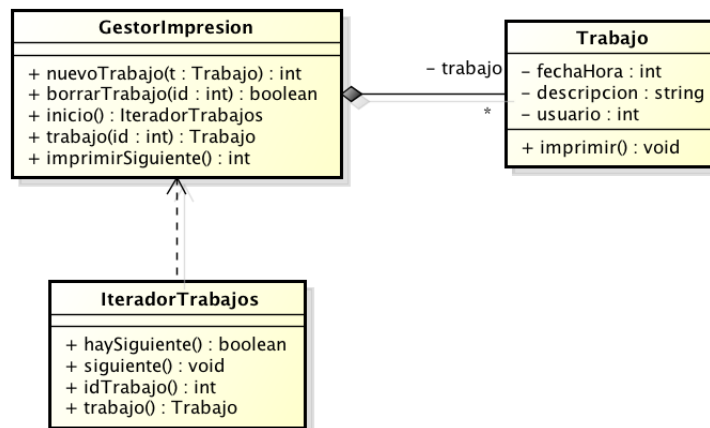 GestorImpresion
+ nuevoTrabajo(t : Trabajo) : int
+ borrarTrabajo(id : int) : boolean
+ inicio() : IteradorTrabajos
+ trabajo(id : int) : Trabajo
+ imprimirSiguiente() : int
- trabajo
*
Trabajo
- fechaHora : int
- descripcion : string
- usuario : int
+ imprimir() : void
IteradorTrabajos
+ haySiguiente() : boolean
+ siguiente() : void
+ idTrabajo() : int
+ trabajo() : Trabajo